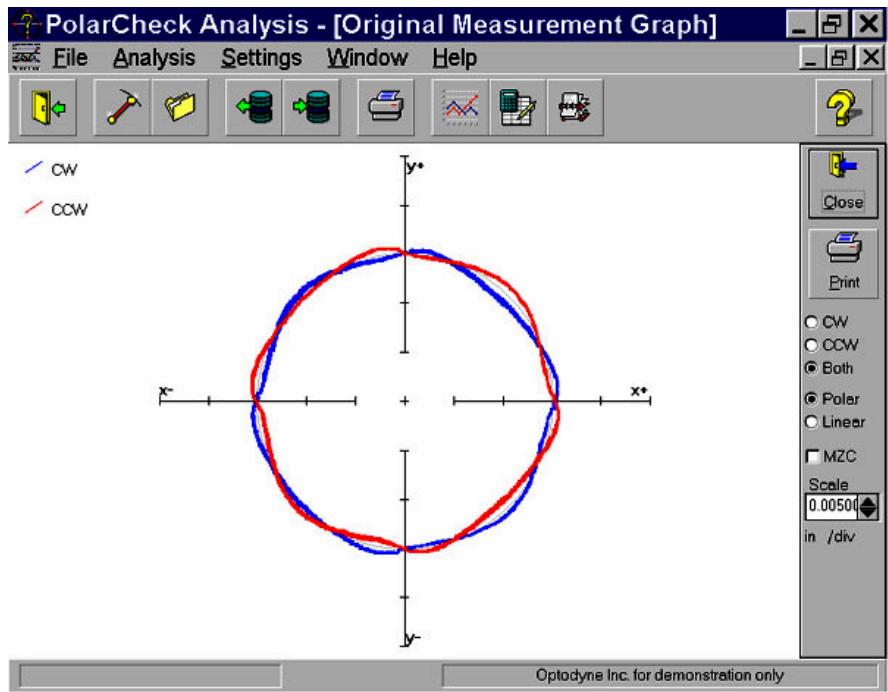 PolarCheck Analysis - [Original Measurement Graph]
File Analysis Settings Window Help
CW
CCW
y+
x-
x+
y-
Close
Print
CW
CCW
Both
Polar
Linear
MZC
Scale
0.00500
in /div
Optodyne Inc. for demonstration only